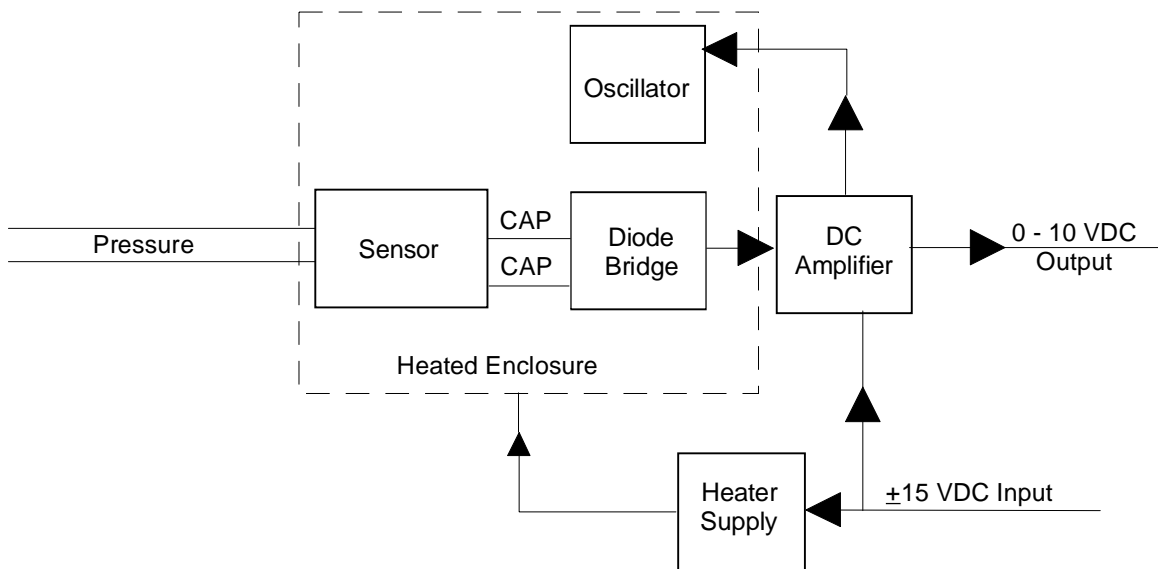 Oscillator
Pressure
Sensor
CAP
CAP
Diode
Bridge
DC
Amplifier
0 - 10 VDC
Output
Heated Enclosure
Heater
Supply
±15 VDC Input